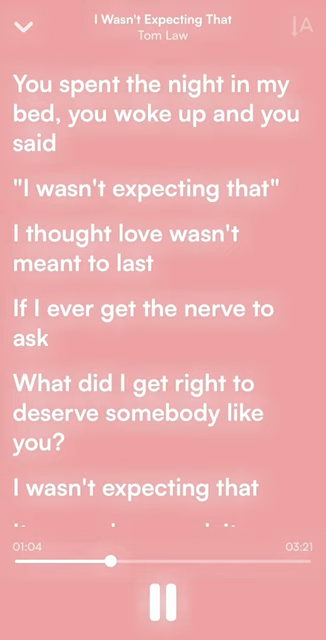 I Wasn't Expecting That
Tom Law
A
You spent the night in my
bed, you woke up and you
said
"I wasn't expecting that"
I thought love wasn't
meant to last
If I ever get the nerve to
ask
What did I get right to
deserve somebody like
you?
I wasn't expecting that
01:04
03:21